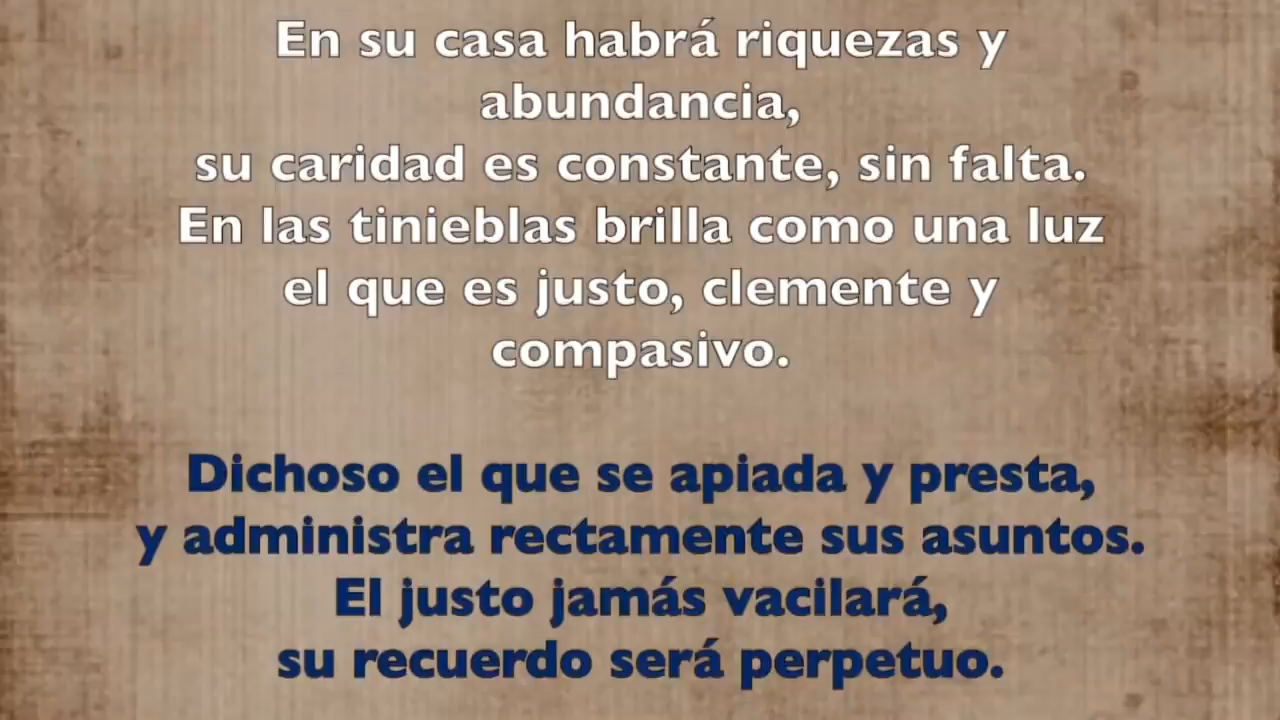 En su casa habrá riquezas y
abundancia,
su caridad es constante, sin falta.
En las tinieblas brilla como una luz
el que es justo, clemente y
compasivo.
Dichoso el que se apiada y presta,
y administra rectamente sus asuntos.
El justo jamás vacilará,
su recuerdo será perpetuo.